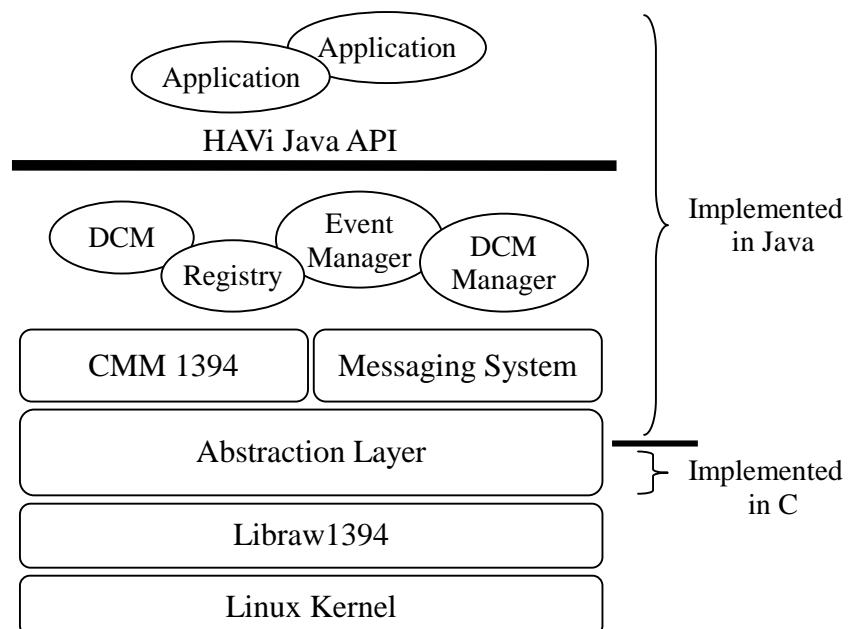 Application
Application
HAVi Java API
DCM
Registry
Event
Manager
DCM
Manager
Implemented
in Java
CMM 1394
Messaging System
Abstraction Layer
Implemented
in C
Libraw1394
Linux Kernel